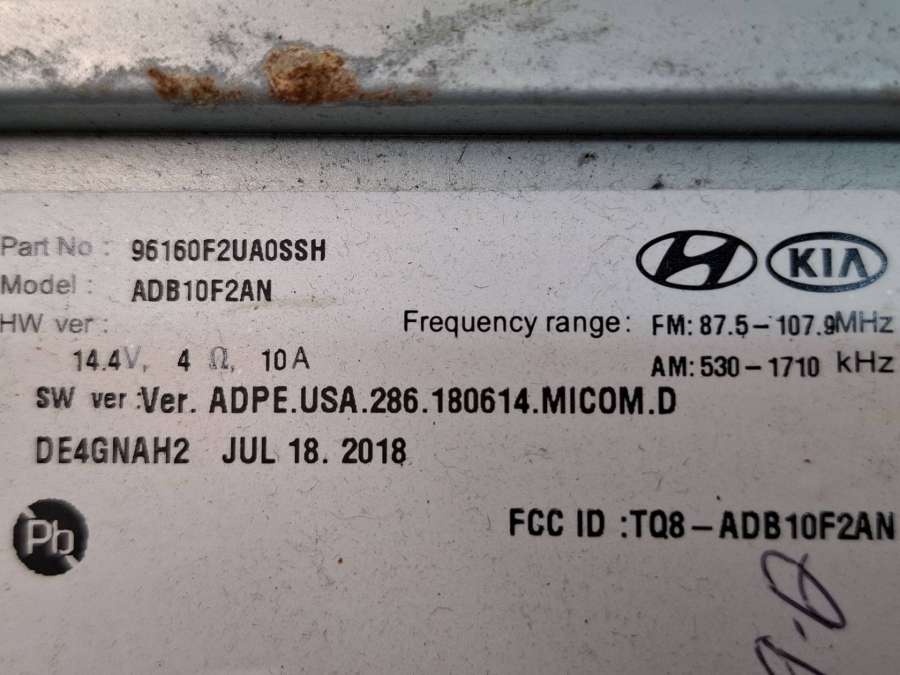 Part No : 96160F2UA0SSH
Model : ADB10F2AN
HW ver :
KIA
Frequency range: FM: 87.5-107.9MHz
14.4V, 4 Ω, 10A
AM: 530-1710 kHz
SW ver :Ver. ADPE.USA.286.180614.MICOM.D
DE4GNAH2 JUL 18. 2018
Pb
FCC ID :TQ8-ADB10F2AN